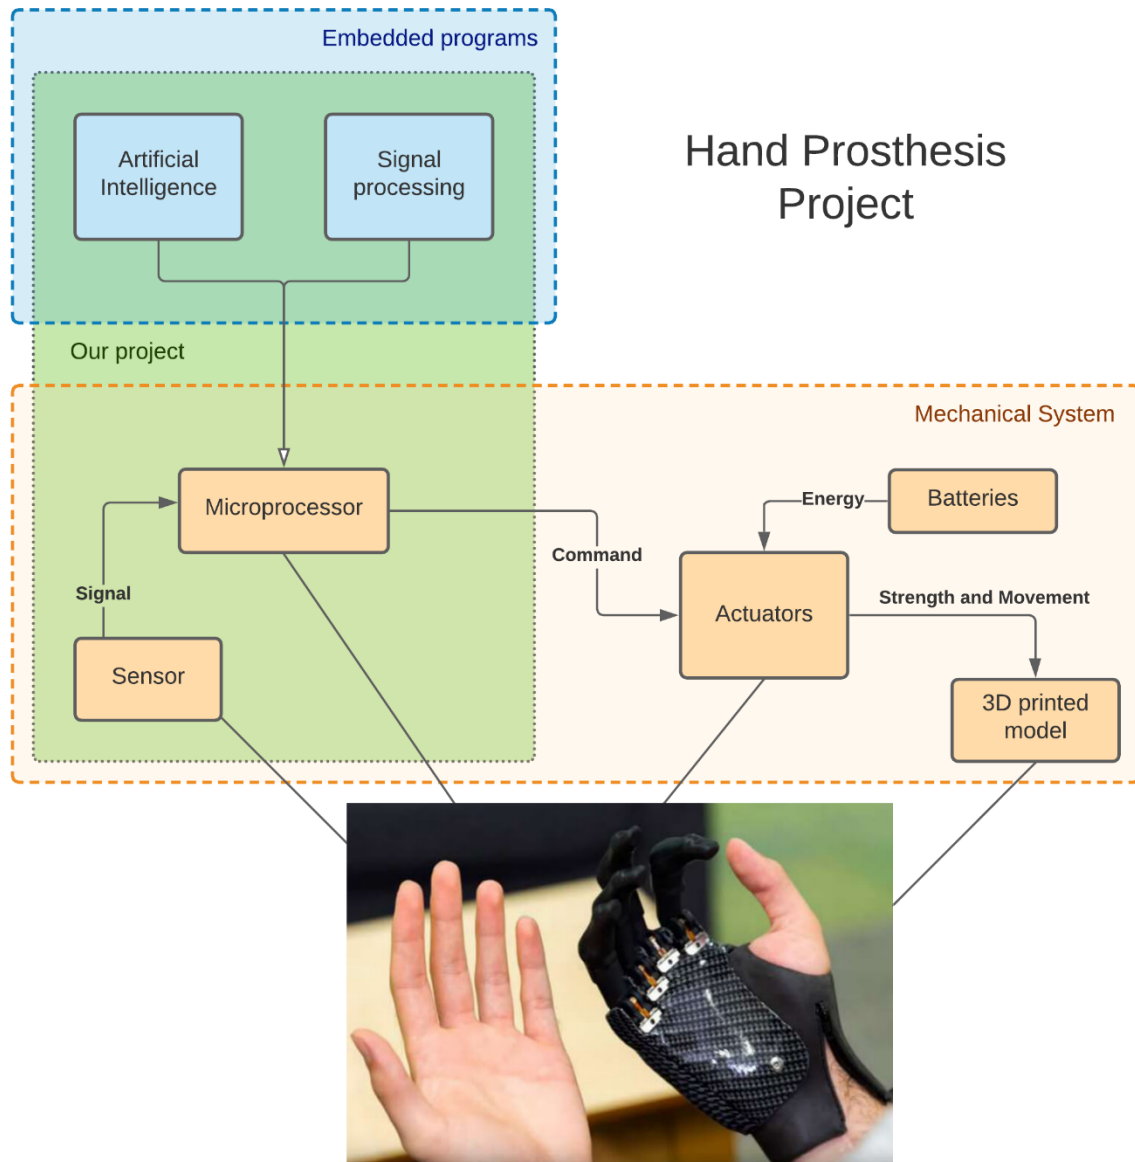 Embedded programs
Artificial
Intelligence
Signal
processing
Hand Prosthesis
Project
Our project
Mechanical System
Microprocessor
Batteries
Energy
Command
Signal
Actuators
Strength and Movement
Sensor
3D printed
model